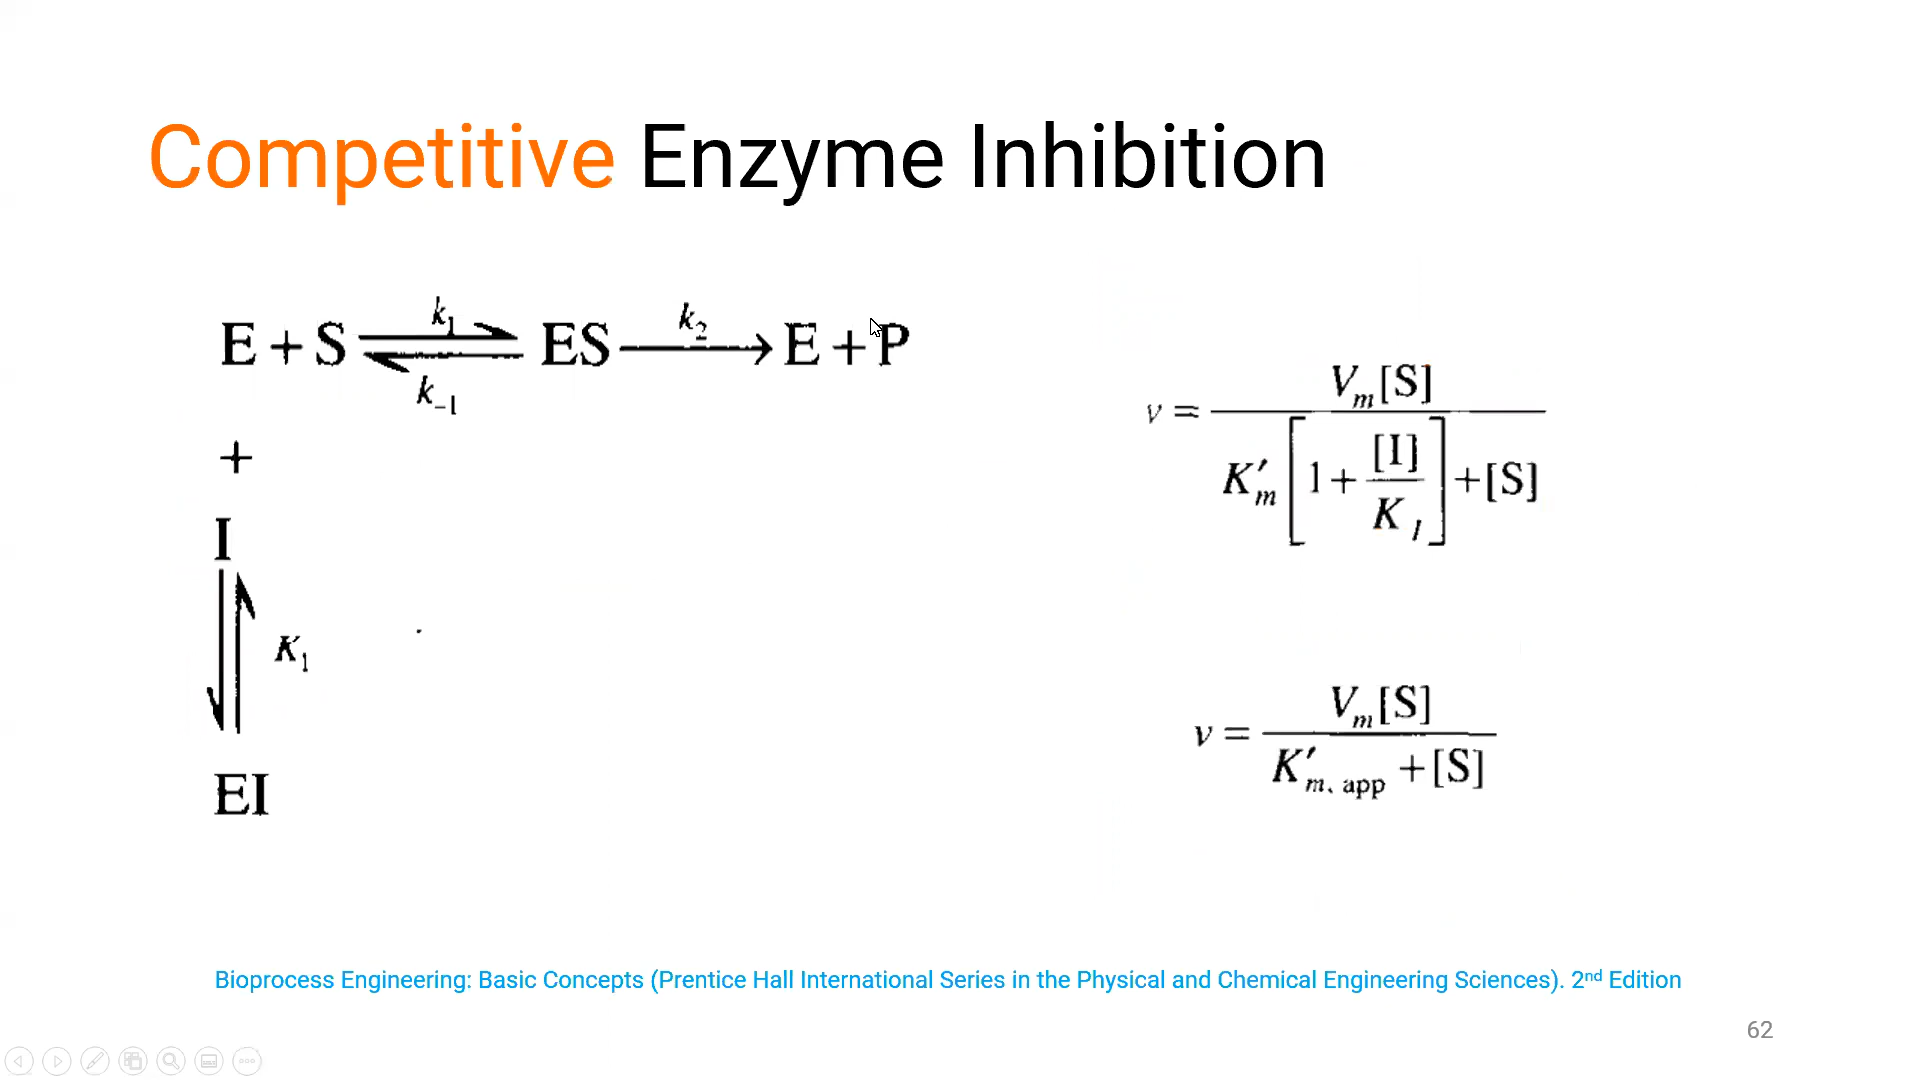 Competitive Enzyme Inhibition
k₁
E + S ⇌ ES ⟶ E + P
k₂
k₋₁
+
I
K₁
EI
v = Vₘ[S] / (K′ₘ [1 + [I] / K_I] + [S])
v = Vₘ[S] / (K′ₘ, app + [S])
Bioprocess Engineering: Basic Concepts (Prentice Hall International Series in the Physical and Chemical Engineering Sciences). 2nd Edition
62